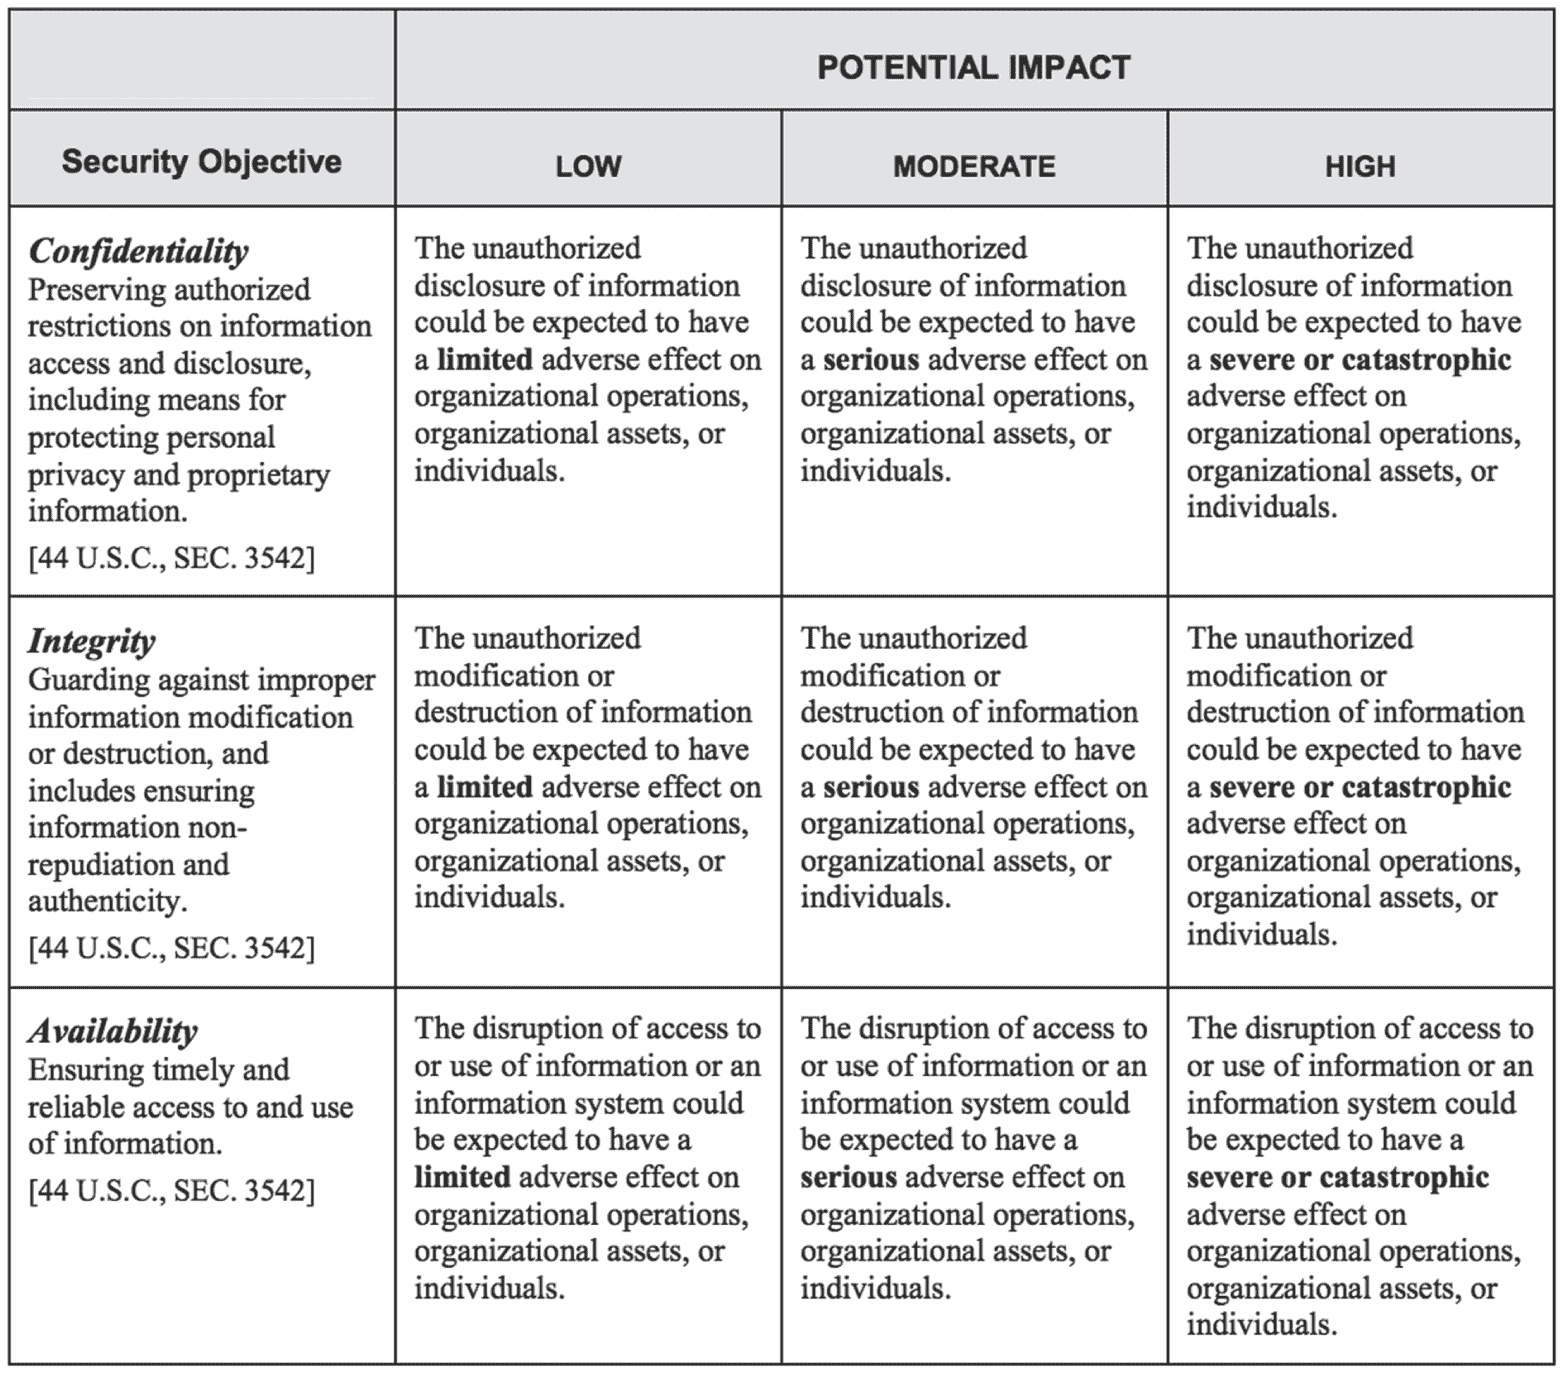 POTENTIAL IMPACT
Security Objective
LOW
MODERATE
HIGH
Confidentiality
Preserving authorized
restrictions on information
access and disclosure,
including means for
protecting personal
privacy and proprietary
information.
[44 U.S.C., SEC. 3542]
The unauthorized
disclosure of information
could be expected to have
a limited adverse effect on
organizational operations,
organizational assets, or
individuals.
The unauthorized
disclosure of information
could be expected to have
a serious adverse effect on
organizational operations,
organizational assets, or
individuals.
The unauthorized
disclosure of information
could be expected to have
a severe or catastrophic
adverse effect on
organizational operations,
organizational assets, or
individuals.
Integrity
Guarding against improper
information modification
or destruction, and
includes ensuring
information non-
repudiation and
authenticity.
[44 U.S.C., SEC. 3542]
The unauthorized
modification or
destruction of information
could be expected to have
a limited adverse effect on
organizational operations,
organizational assets, or
individuals.
The unauthorized
modification or
destruction of information
could be expected to have
a serious adverse effect on
organizational operations,
organizational assets, or
individuals.
The unauthorized
modification or
destruction of information
could be expected to have
a severe or catastrophic
adverse effect on
organizational operations,
organizational assets, or
individuals.
Availability
Ensuring timely and
reliable access to and use
of information.
[44 U.S.C., SEC. 3542]
The disruption of access to
or use of information or an
information system could
be expected to have a
limited adverse effect on
organizational operations,
organizational assets, or
individuals.
The disruption of access to
or use of information or an
information system could
be expected to have a
serious adverse effect on
organizational operations,
organizational assets, or
individuals.
The disruption of access to
or use of information or an
information system could
be expected to have a
severe or catastrophic
adverse effect on
organizational operations,
organizational assets, or
individuals.